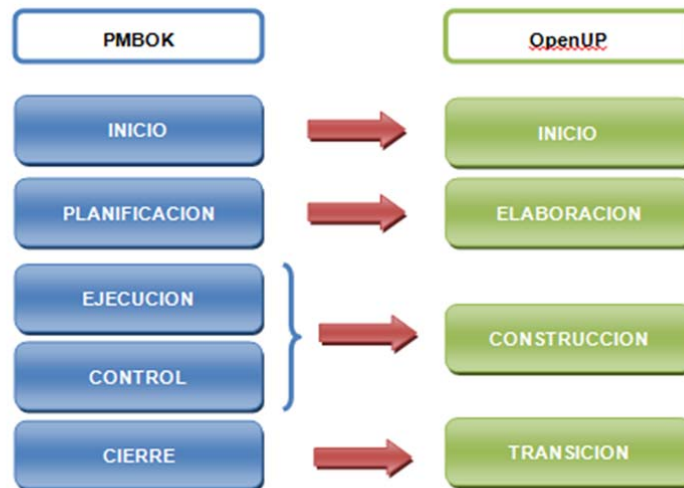 PMBOK
OpenUP
INICIO
INICIO
PLANIFICACION
ELABORACION
EJECUCION
CONSTRUCCION
CONTROL
CIERRE
TRANSICION